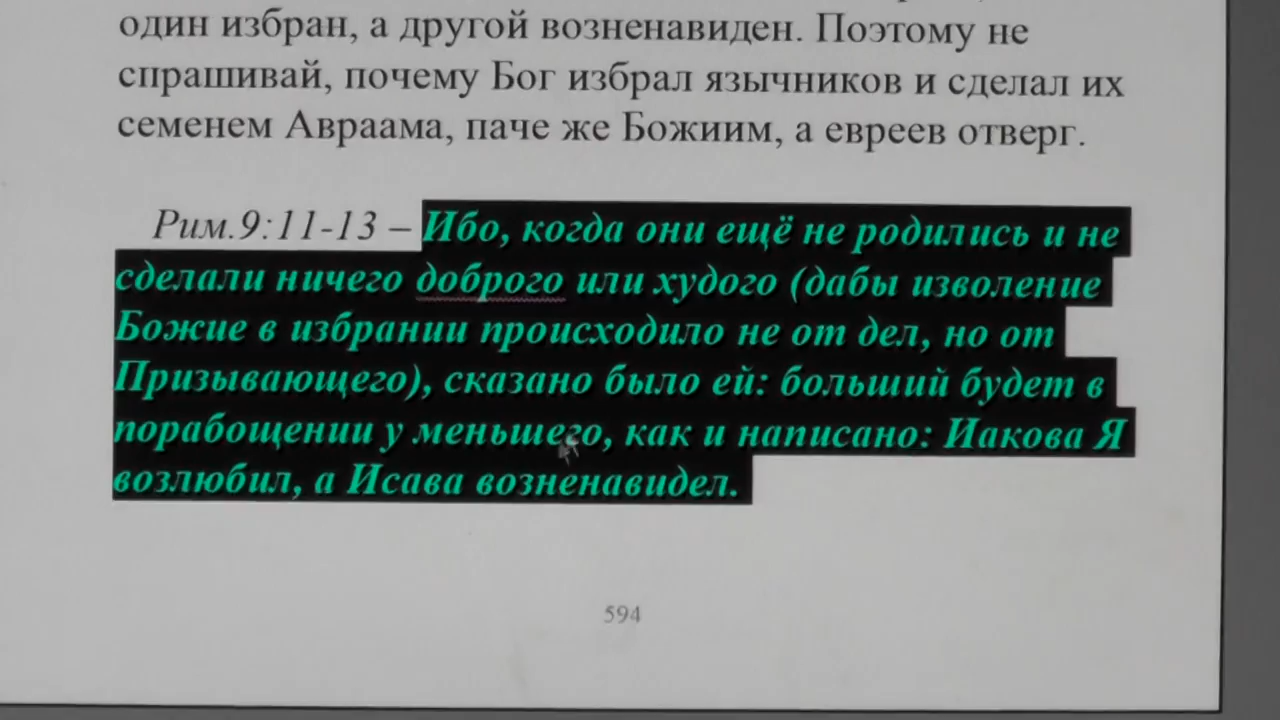 один избран, а другой возненавиден. Поэтому не
спрашивай, почему Бог избрал язычников и сделал их
семенем Авраама, паче же Божиим, а евреев отверг.
Рим.9:11-13 – Ибо, когда они ещё не родились и не
сделали ничего доброго или худого (дабы изволение
Божие в избрании происходило не от дел, но от
Призывающего), сказано было ей: больший будет в
порабощении у меньшего, как и написано: Иакова Я
возлюбил, а Исава возненавидел.
594